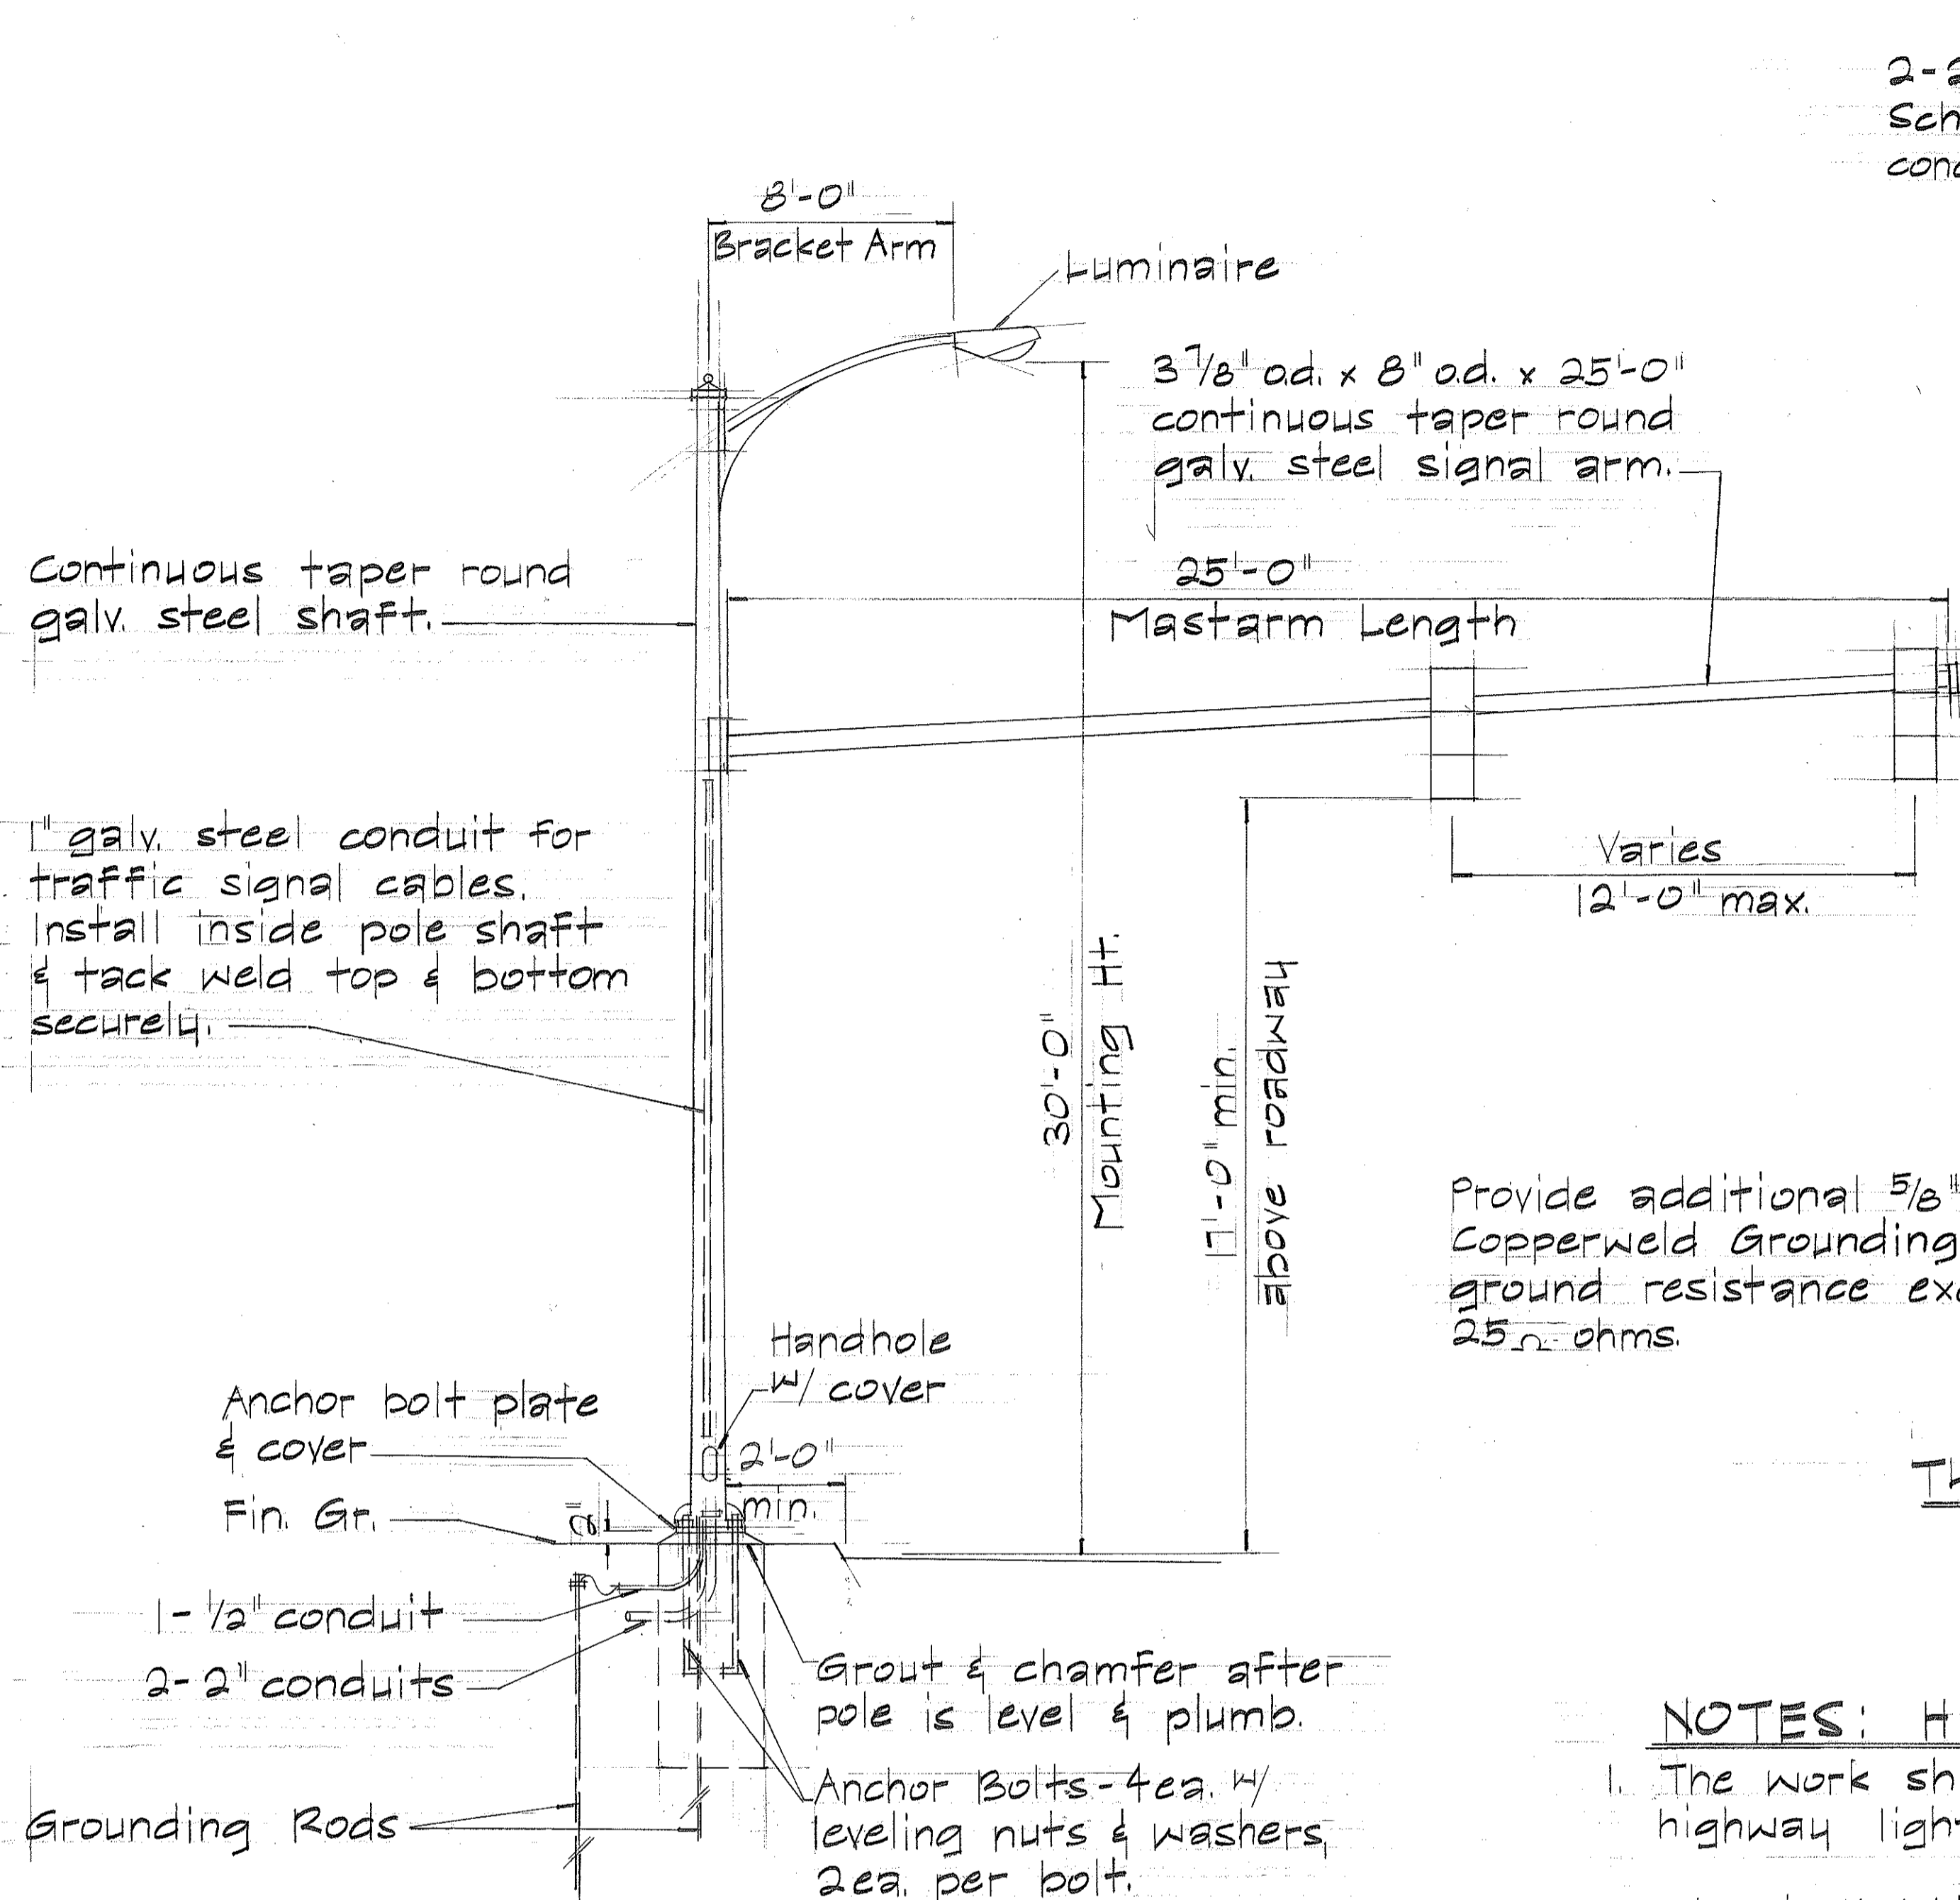 8'-0"
Bracket Arm
Luminaire
3 7/8" o.d. x 8" o.d. x 25'-0"
continuous taper round
galv. steel signal arm.
25'-0"
Mastarm Length
Continuous taper round
galv. steel shaft.
1" galv. steel conduit for
traffic signal cables.
Install inside pole shaft
& tack weld top & bottom
securely.
Varies
12'-0" max.
30'-0"
Mounting Ht.
17'-0" min.
above roadway
Provide additional 5/8"
Copperweld Grounding
ground resistance
25Ω ohms.
Handhole
w/ cover
Anchor bolt plate
& cover
2'-0"
min.
Fin. Gr.
2"
1-1/2" conduit
2-2" conduits
Grout & chamfer after
pole is level & plumb.
Anchor Bolts-4ea. w/
leveling nuts & washers,
2ea. per bolt.
Grounding Rods
NOTES:
1. The work
highway